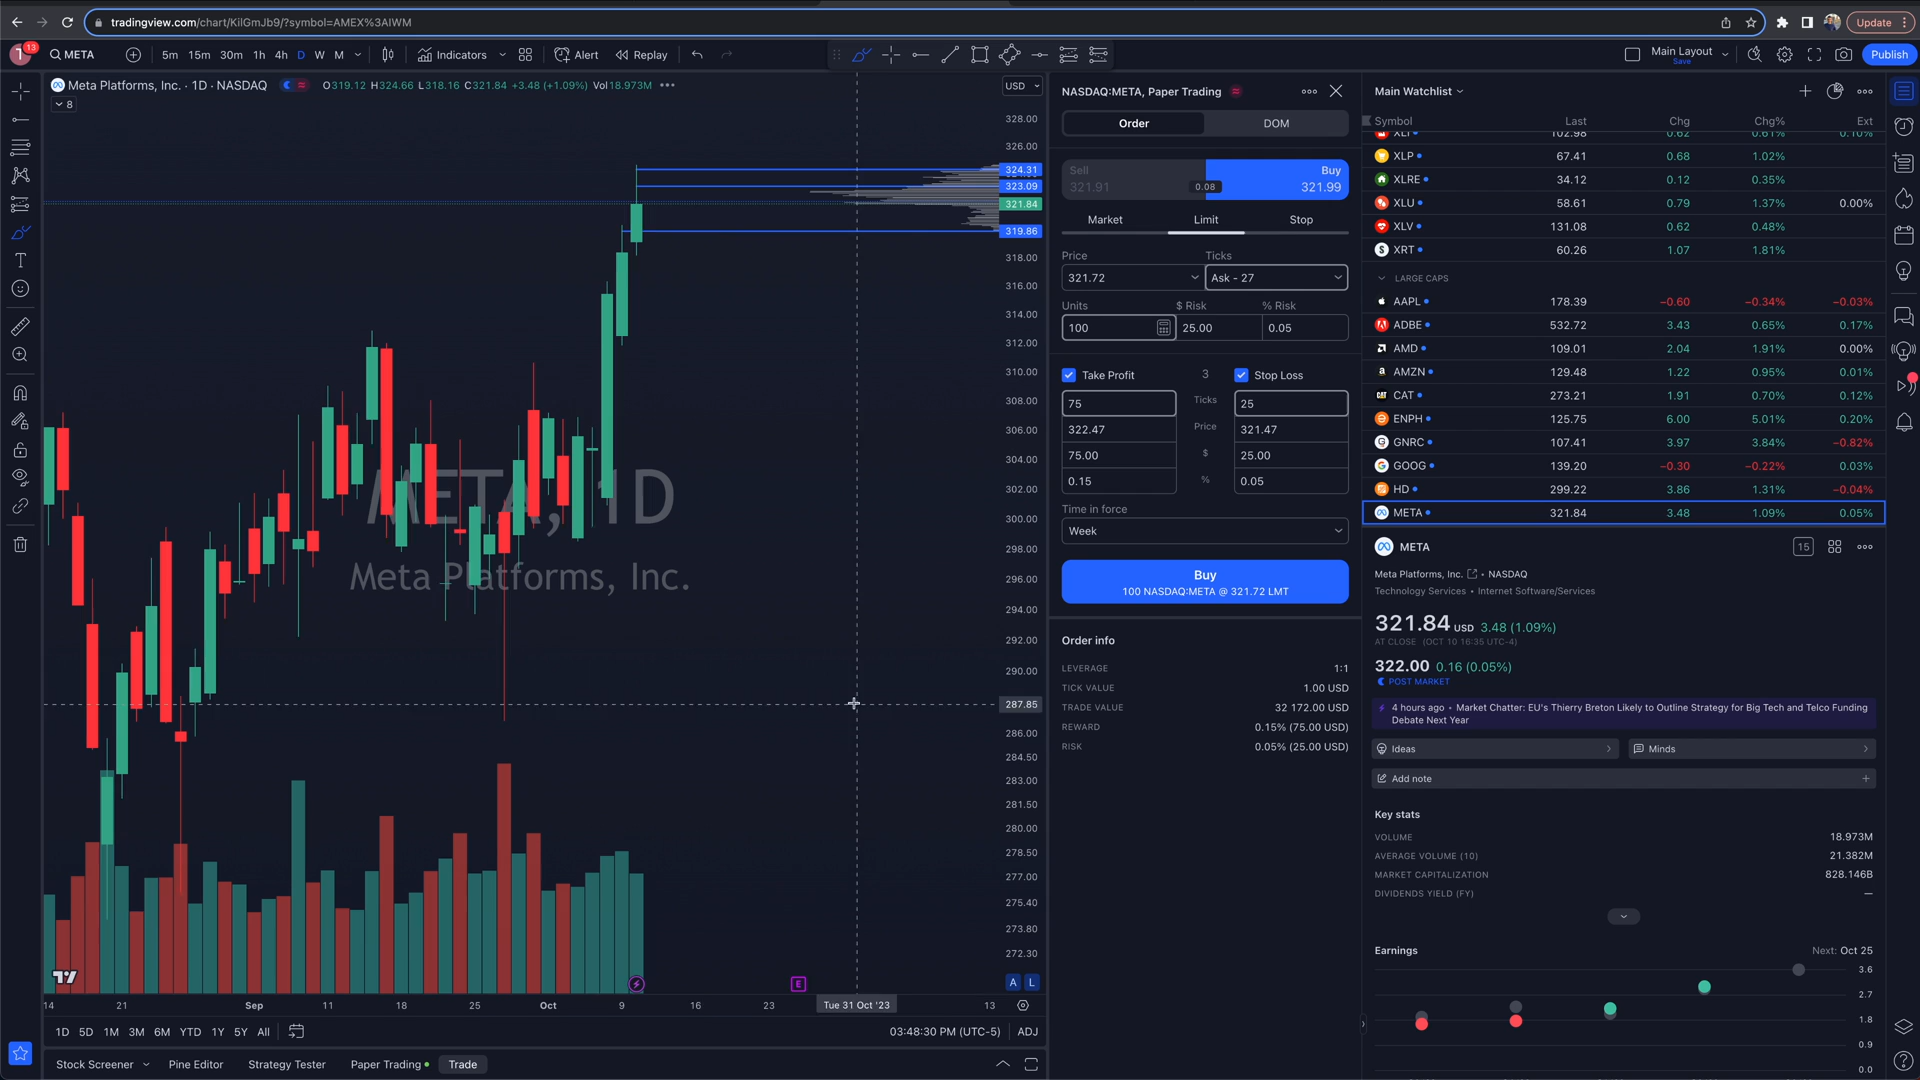 tradingview.com/chart/KilGmJb9/?symbol=AMEX%3AIWM
Update
13
META
5m 15m 30m 1h 4h D W M
Indicators
Alert
Replay
Main Layout
Save
Publish
Meta Platforms, Inc. · 1D · NASDAQ
O319.12 H324.66 L318.16 C321.84 +3.48 (+1.09%) Vol18.973M
8
USD
328.00
326.00
324.31
323.09
321.84
319.86
318.00
316.00
314.00
312.00
310.00
308.00
306.00
304.00
302.00
300.00
298.00
296.00
294.00
292.00
290.00
287.85
286.00
284.50
283.00
281.50
280.00
278.50
277.00
275.40
273.80
272.30
META, 1D
Meta Platforms, Inc.
E
A L
14 21 Sep 11 18 25 Oct 9 16 23 Tue 31 Oct '23 13
1D 5D 1M 3M 6M YTD 1Y 5Y All
03:48:30 PM (UTC-5) ADJ
Stock Screener Pine Editor Strategy Tester Paper Trading Trade
NASDAQ:META, Paper Trading
Order DOM
Sell Buy
321.91 0.08 321.99
Market Limit Stop
Price Ticks
321.72 Ask - 27
Units $ Risk % Risk
100 25.00 0.05
Take Profit 3 Stop Loss
75 Ticks 25
322.47 Price 321.47
75.00 $ 25.00
0.15 % 0.05
Time in force
Week
Buy
100 NASDAQ:META @ 321.72 LMT
Order info
LEVERAGE 1:1
TICK VALUE 1.00 USD
TRADE VALUE 32 172.00 USD
REWARD 0.15% (75.00 USD)
RISK 0.05% (25.00 USD)
Main Watchlist
Symbol Last Chg Chg% Ext
XLI 102.98 0.62 0.61% 0.10%
XLP 67.41 0.68 1.02%
XLRE 34.12 0.12 0.35%
XLU 58.61 0.79 1.37% 0.00%
XLV 131.08 0.62 0.48%
XRT 60.26 1.07 1.81%
LARGE CAPS
AAPL 178.39 −0.60 −0.34% −0.03%
ADBE 532.72 3.43 0.65% 0.17%
AMD 109.01 2.04 1.91% 0.00%
AMZN 129.48 1.22 0.95% 0.01%
CAT 273.21 1.91 0.70% 0.12%
ENPH 125.75 6.00 5.01% 0.20%
GNRC 107.41 3.97 3.84% −0.82%
GOOG 139.20 −0.30 −0.22% 0.03%
HD 299.22 3.86 1.31% −0.04%
META 321.84 3.48 1.09% 0.05%
META
15
Meta Platforms, Inc. • NASDAQ
Technology Services • Internet Software/Services
321.84 USD 3.48 (1.09%)
AT CLOSE (OCT 10 16:35 UTC-4)
322.00 0.16 (0.05%)
POST MARKET
4 hours ago • Market Chatter: EU's Thierry Breton Likely to Outline Strategy for Big Tech and Telco Funding
Debate Next Year
Ideas
Minds
Add note
Key stats
VOLUME 18.973M
AVERAGE VOLUME (10) 21.382M
MARKET CAPITALIZATION 828.146B
DIVIDENDS YIELD (FY) —
Earnings Next: Oct 25
3.6
2.7
1.8
0.9
0.0